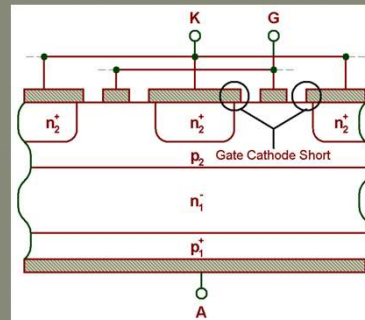 K G
n₂⁺ n₂⁺ n₂⁺
p₂ Gate Cathode Short
n₁⁻
p₁⁺
A